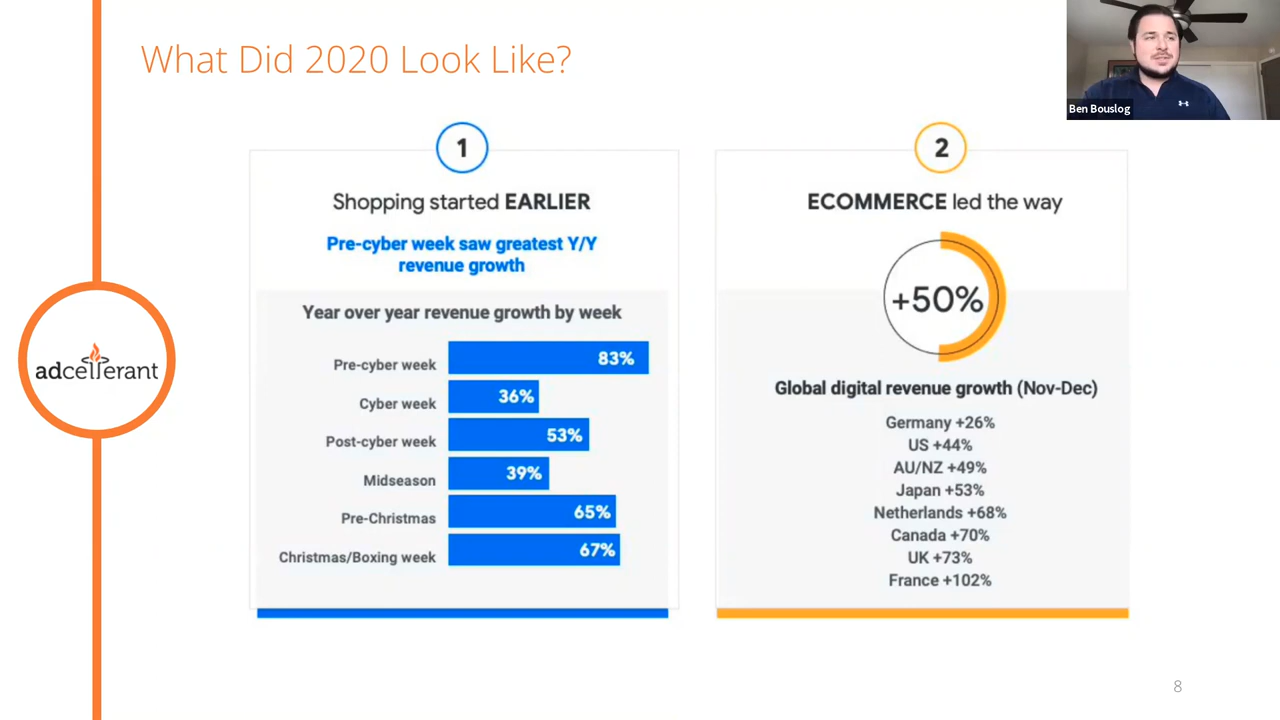 What Did 2020 Look Like?
Ben Bouslog
adcellerant
1
Shopping started EARLIER
Pre-cyber week saw greatest Y/Y
revenue growth
Year over year revenue growth by week
Pre-cyber week 83%
Cyber week 36%
Post-cyber week 53%
Midseason 39%
Pre-Christmas 65%
Christmas/Boxing week 67%
2
ECOMMERCE led the way
+50%
Global digital revenue growth (Nov-Dec)
Germany +26%
US +44%
AU/NZ +49%
Japan +53%
Netherlands +68%
Canada +70%
UK +73%
France +102%
8